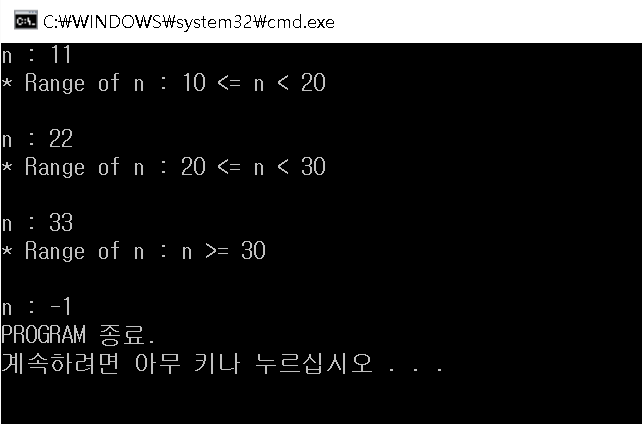 C:\WINDOWS\system32\cmd.exe
n : 11
* Range of n : 10 <= n < 20
n : 22
* Range of n : 20 <= n < 30
n : 33
* Range of n : n >= 30
n : -1
PROGRAM 종료.
계속하려면 아무 키나 누르십시오 . . .